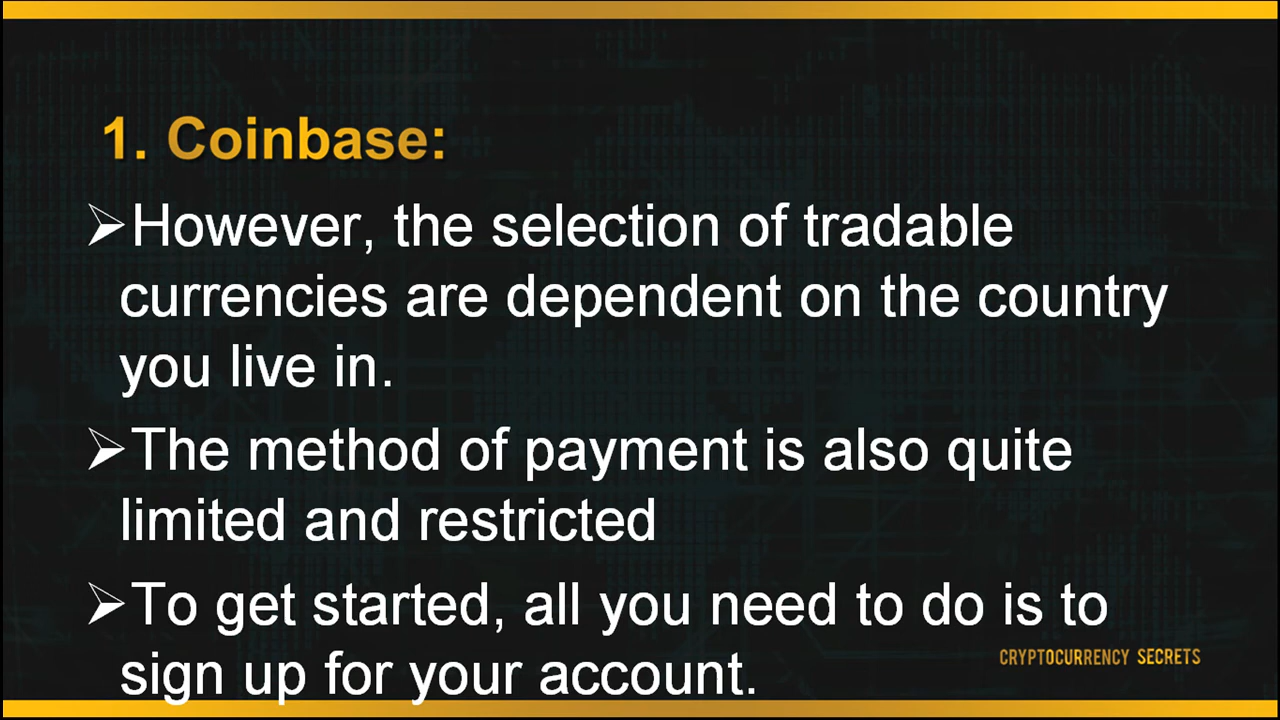 1. Coinbase:
➢However, the selection of tradable
currencies are dependent on the country
you live in.
➢The method of payment is also quite
limited and restricted
➢To get started, all you need to do is to
sign up for your account.
CRYPTOCURRENCY SECRETS